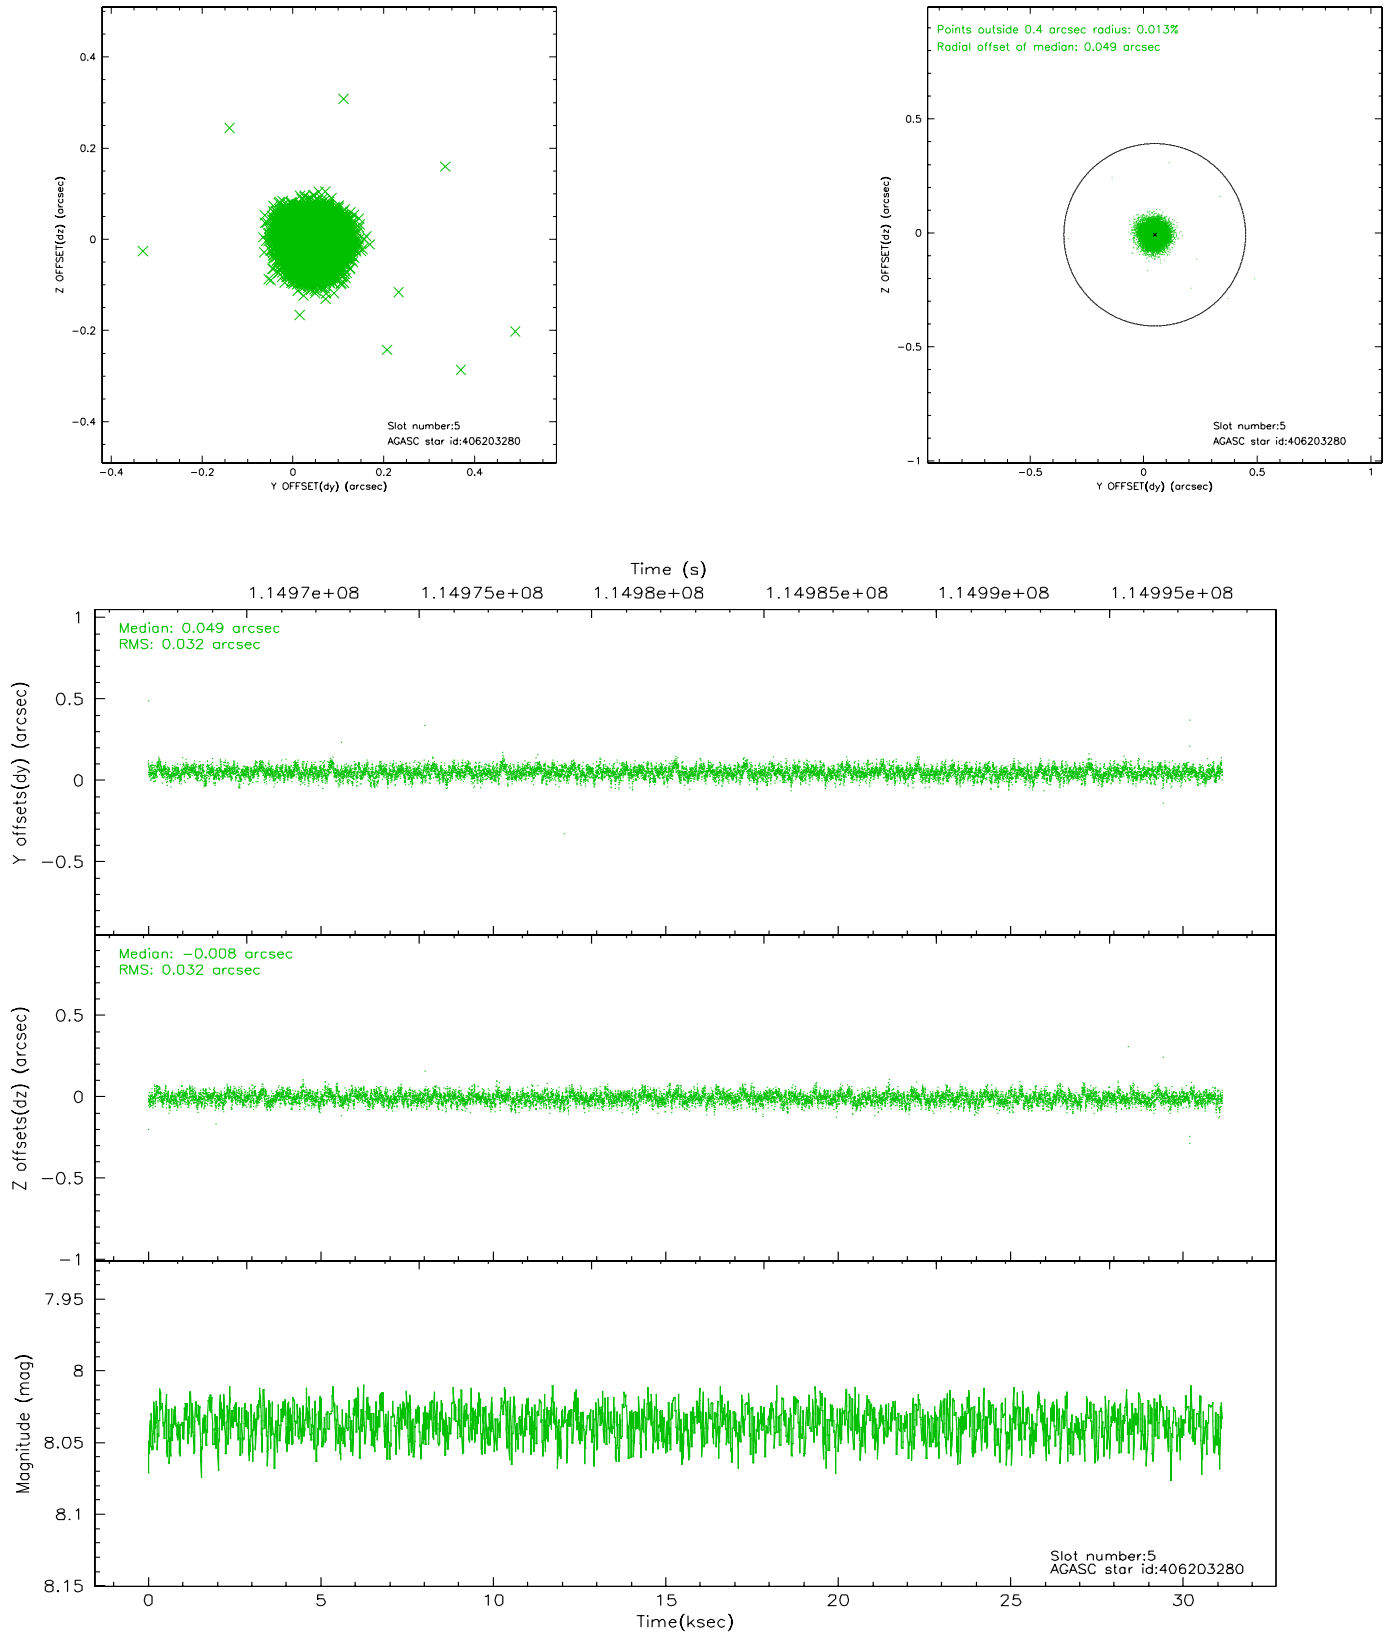 0.4
0.2
0
−0.2
−0.4
Z OFFSET(dz) (arcsec)
Slot number:5
AGASC star id:406203280
−0.4 −0.2 0 0.2 0.4
Y OFFSET(dy) (arcsec)
Points outside 0.4 arcsec radius: 0.013%
Radial offset of median: 0.049 arcsec
0.5
0
−0.5
−1
Z OFFSET(dz) (arcsec)
Slot number:5
AGASC star id:406203280
−0.5 0 0.5 1
Y OFFSET(dy) (arcsec)
Time (s)
1.1497e+08 1.14975e+08 1.1498e+08 1.14985e+08 1.1499e+08 1.14995e+08
Median: 0.049 arcsec
RMS: 0.032 arcsec
1
0.5
0
−0.5
Y offsets(dy) (arcsec)
Median: −0.008 arcsec
RMS: 0.032 arcsec
0.5
0
−0.5
−1
Z offsets(dz) (arcsec)
7.95
8
8.05
8.1
8.15
Magnitude (mag)
Slot number:5
AGASC star id:406203280
0 5 10 15 20 25 30
Time(ksec)